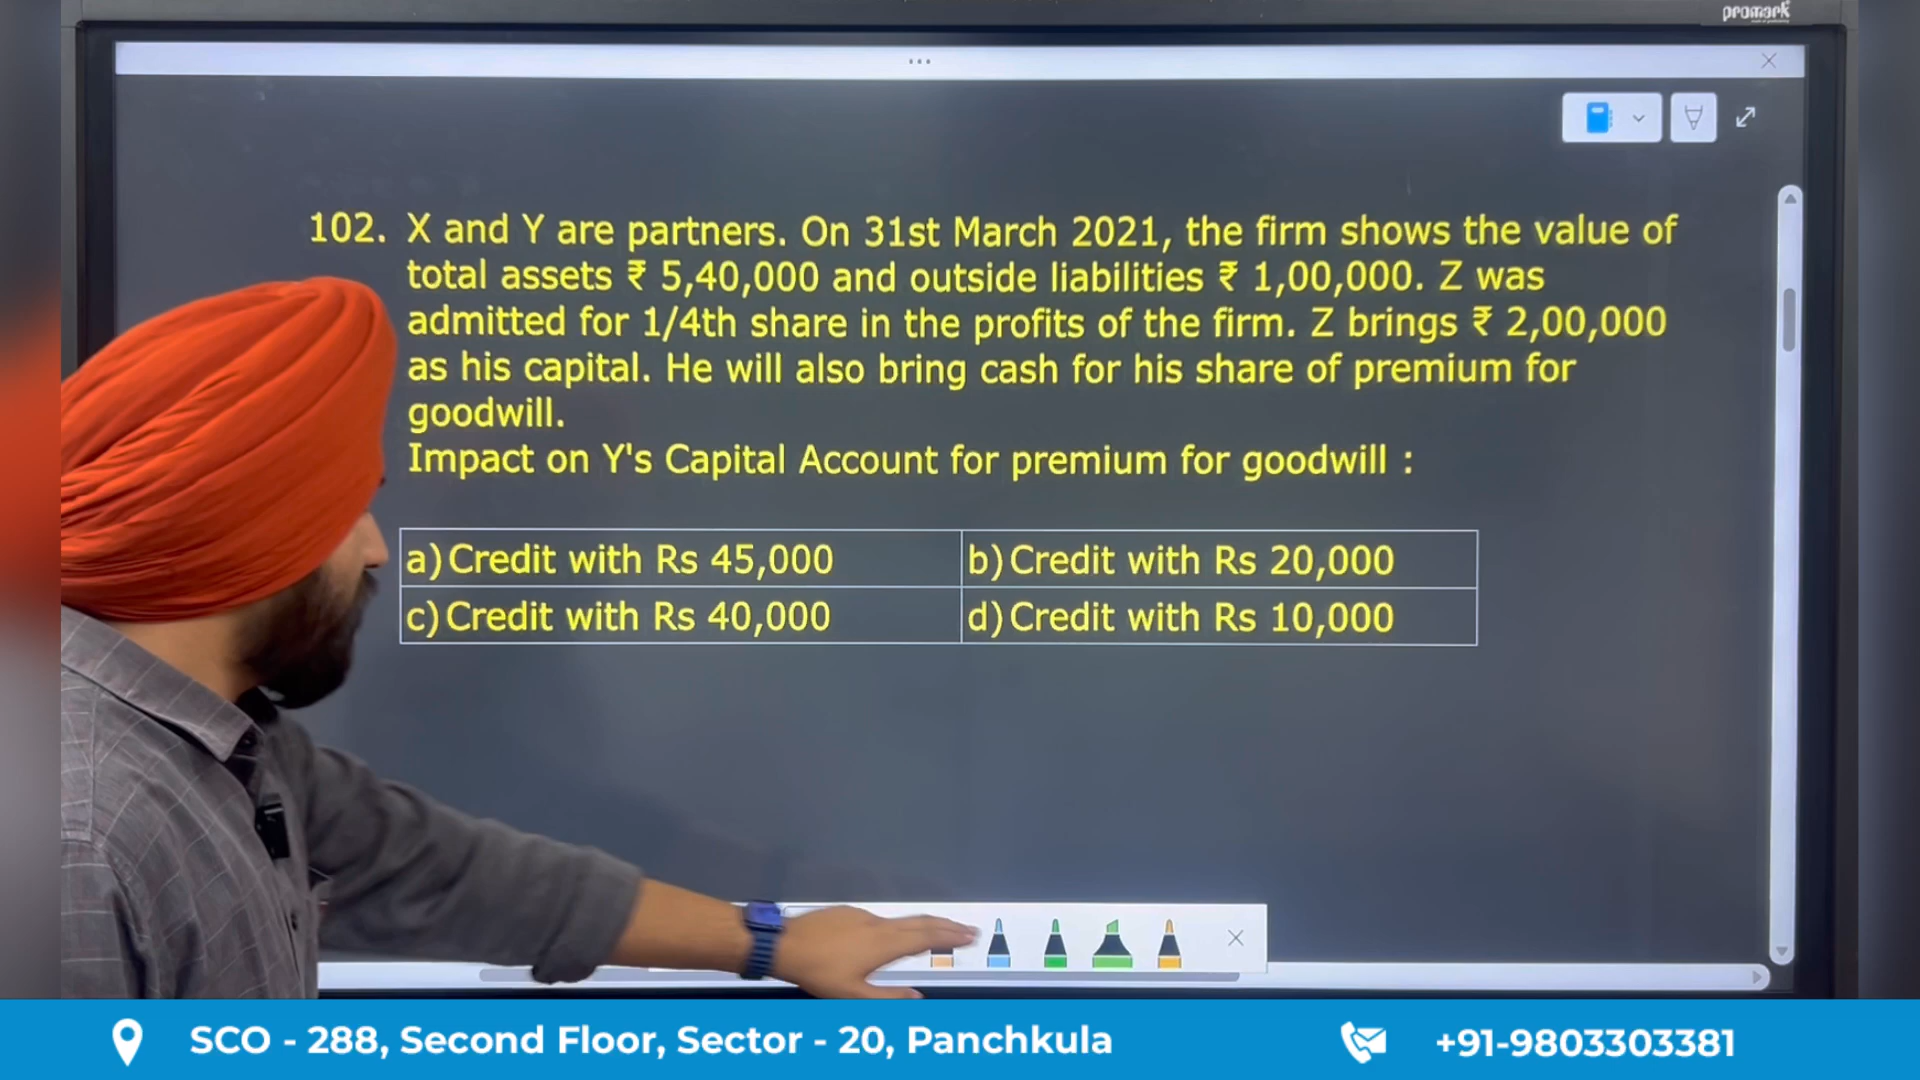 promark
102. X and Y are partners. On 31st March 2021, the firm shows the value of
total assets ₹ 5,40,000 and outside liabilities ₹ 1,00,000. Z was
admitted for 1/4th share in the profits of the firm. Z brings ₹ 2,00,000
as his capital. He will also bring cash for his share of premium for
goodwill.
Impact on Y's Capital Account for premium for goodwill :
a) Credit with Rs 45,000
b) Credit with Rs 20,000
c) Credit with Rs 40,000
d) Credit with Rs 10,000
SCO - 288, Second Floor, Sector - 20, Panchkula
+91-9803303381